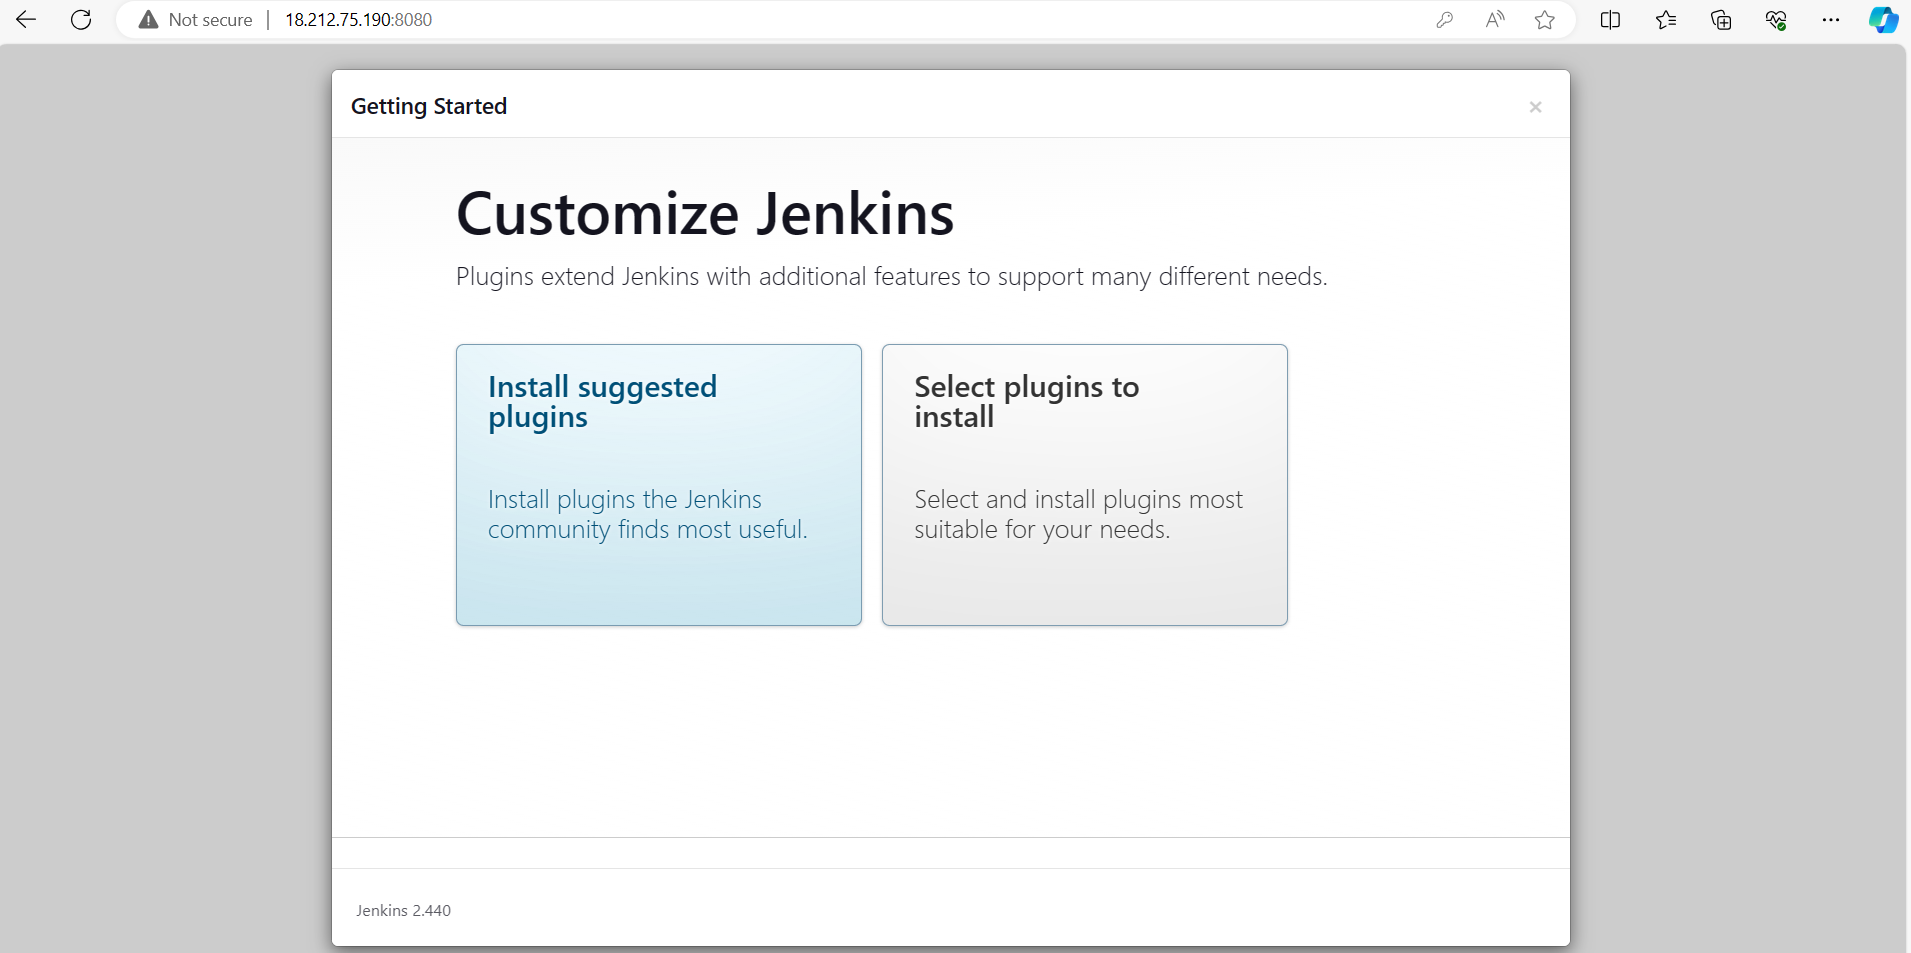 Not secure | 18.212.75.190:8080
Getting Started
Customize Jenkins
Plugins extend Jenkins with additional features to support many different needs.
Install suggested
plugins
Install plugins the Jenkins
community finds most useful.
Select plugins to
install
Select and install plugins most
suitable for your needs.
Jenkins 2.440